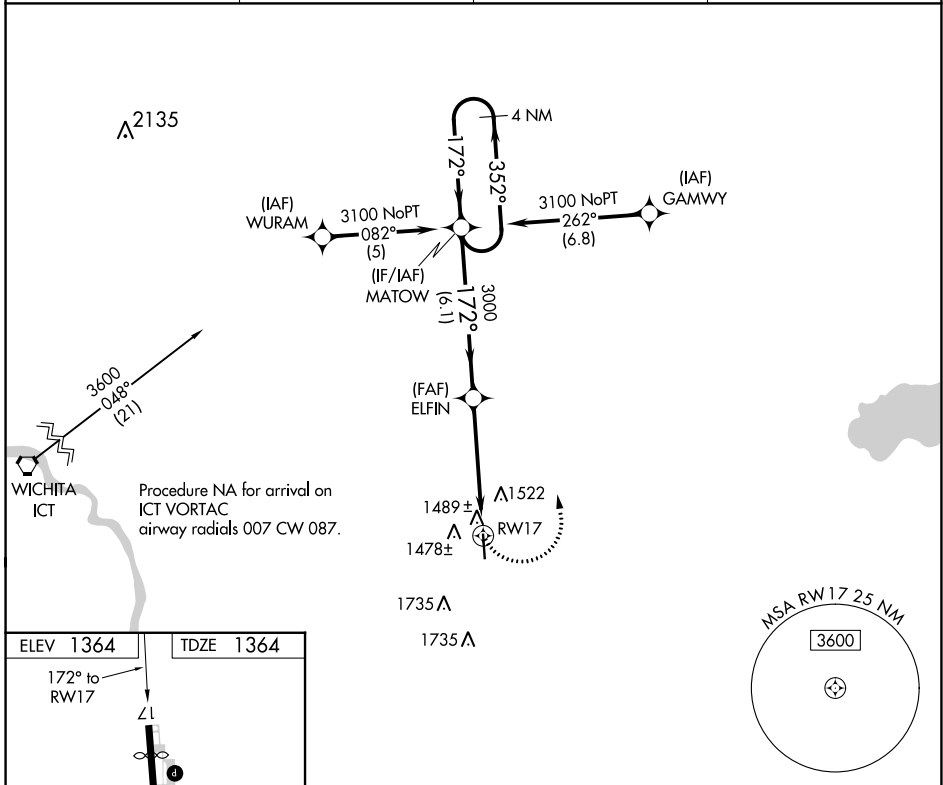 2135
4 NM
172°
352°
(IAF)
WURAM
3100 NoPT
082°
(5)
(IAF)
GAMWY
3100 NoPT
262°
(6.8)
(IF/IAF)
MATOW
3000
172°
(6.1)
3600
048°
(21)
(FAF)
ELFIN
WICHITA
ICT
Procedure NA for arrival on
ICT VORTAC
airway radials 007 CW 087.
1522
1489 ±
RW17
1478±
1735
1735
MSA RW17 25 NM
3600
ELEV 1364
TDZE 1364
172° to
RW17
17
P